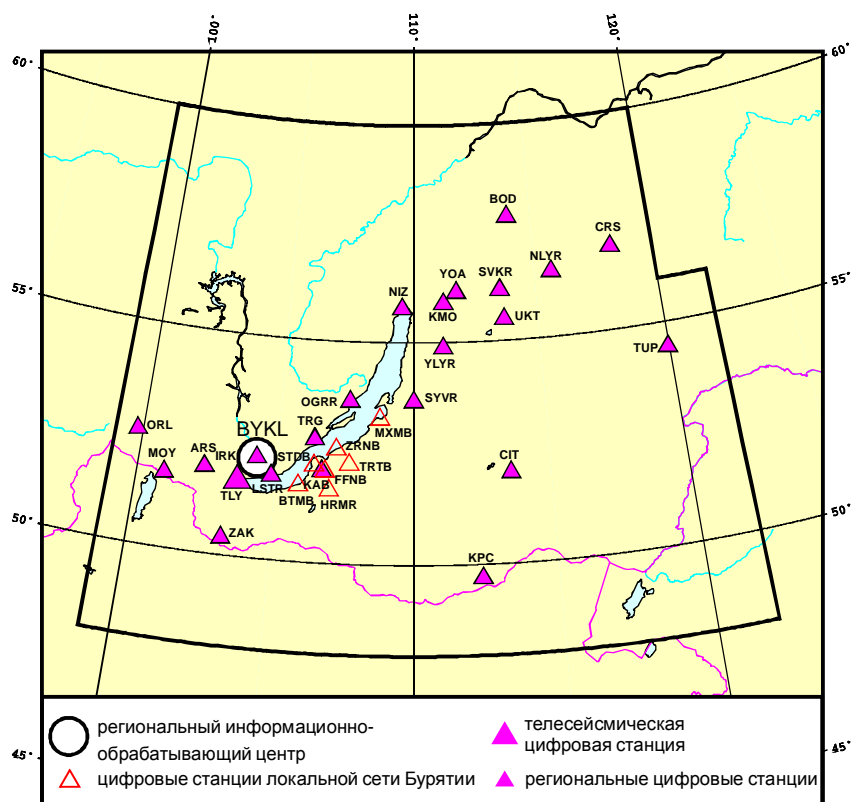 100°
110°
120°
60°
60°
BOD
CRS
NLYR
YOA
SVKR
NIZ
55°
55°
KMO
UKT
TUP
YLYR
OGRR
SYVR
TRG
MXMB
ORL
BYKL
ZRNB
MOY
ARS
IRK
STDB
TRTB
CIT
FFNB
TLY
LSTR
KAB
BTMB
HRMR
50°
50°
ZAK
KPC
региональный информационно-
обрабатывающий центр
телесейсмическая
цифровая станция
45°
45°
цифровые станции локальной сети Бурятии
региональные цифровые станции